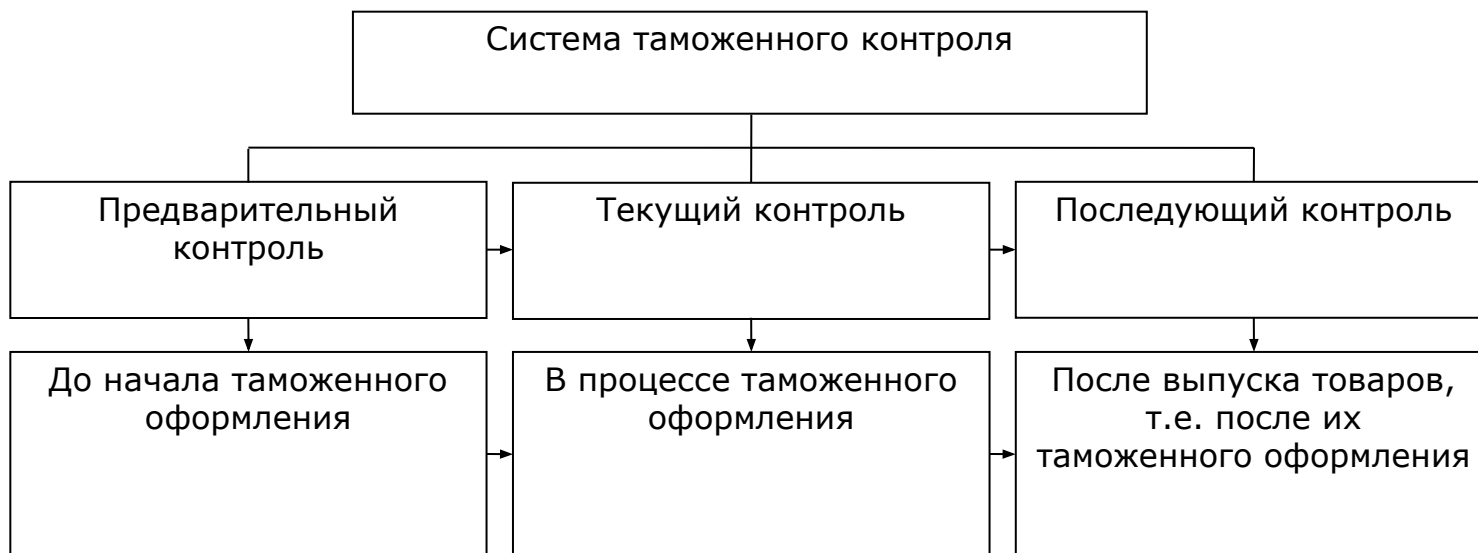 Система таможенного контроля
Предварительный
контроль
Текущий контроль
Последующий контроль
До начала таможенного
оформления
В процессе таможенного
оформления
После выпуска товаров,
т.е. после их
таможенного оформления